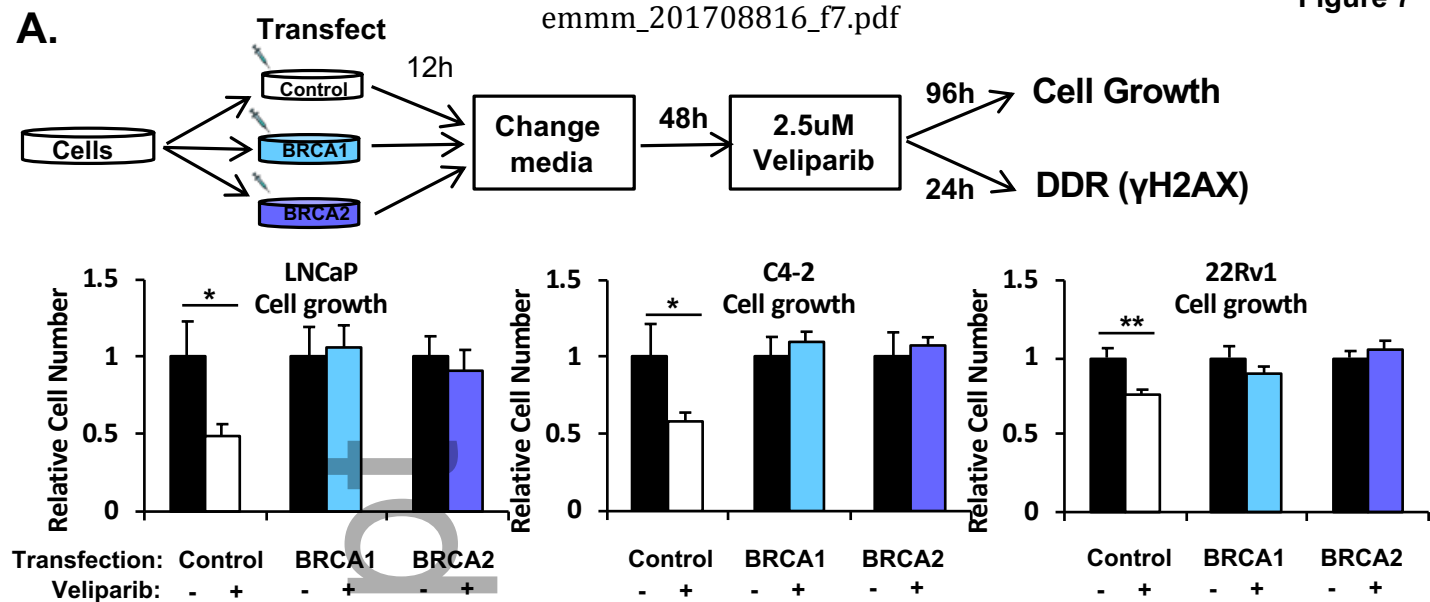 emmm_201708816_f7.pdf
A.
Transfect
Control
12h
Cells
BRCA1
BRCA2
Change
media
48h
2.5uM
Veliparib
96h
Cell Growth
24h
DDR (γH2AX)
LNCaP
Cell growth
Relative Cell Number
1.5
1
0.5
0
*
C4-2
Cell growth
Relative Cell Number
1.5
1
0.5
0
*
22Rv1
Cell growth
Relative Cell Number
1.5
1
0.5
0
**
Transfection: Control BRCA1 BRCA2 Control BRCA1 BRCA2 Control BRCA1 BRCA2
Veliparib: - + - + - + - + - + - + - + - + - +